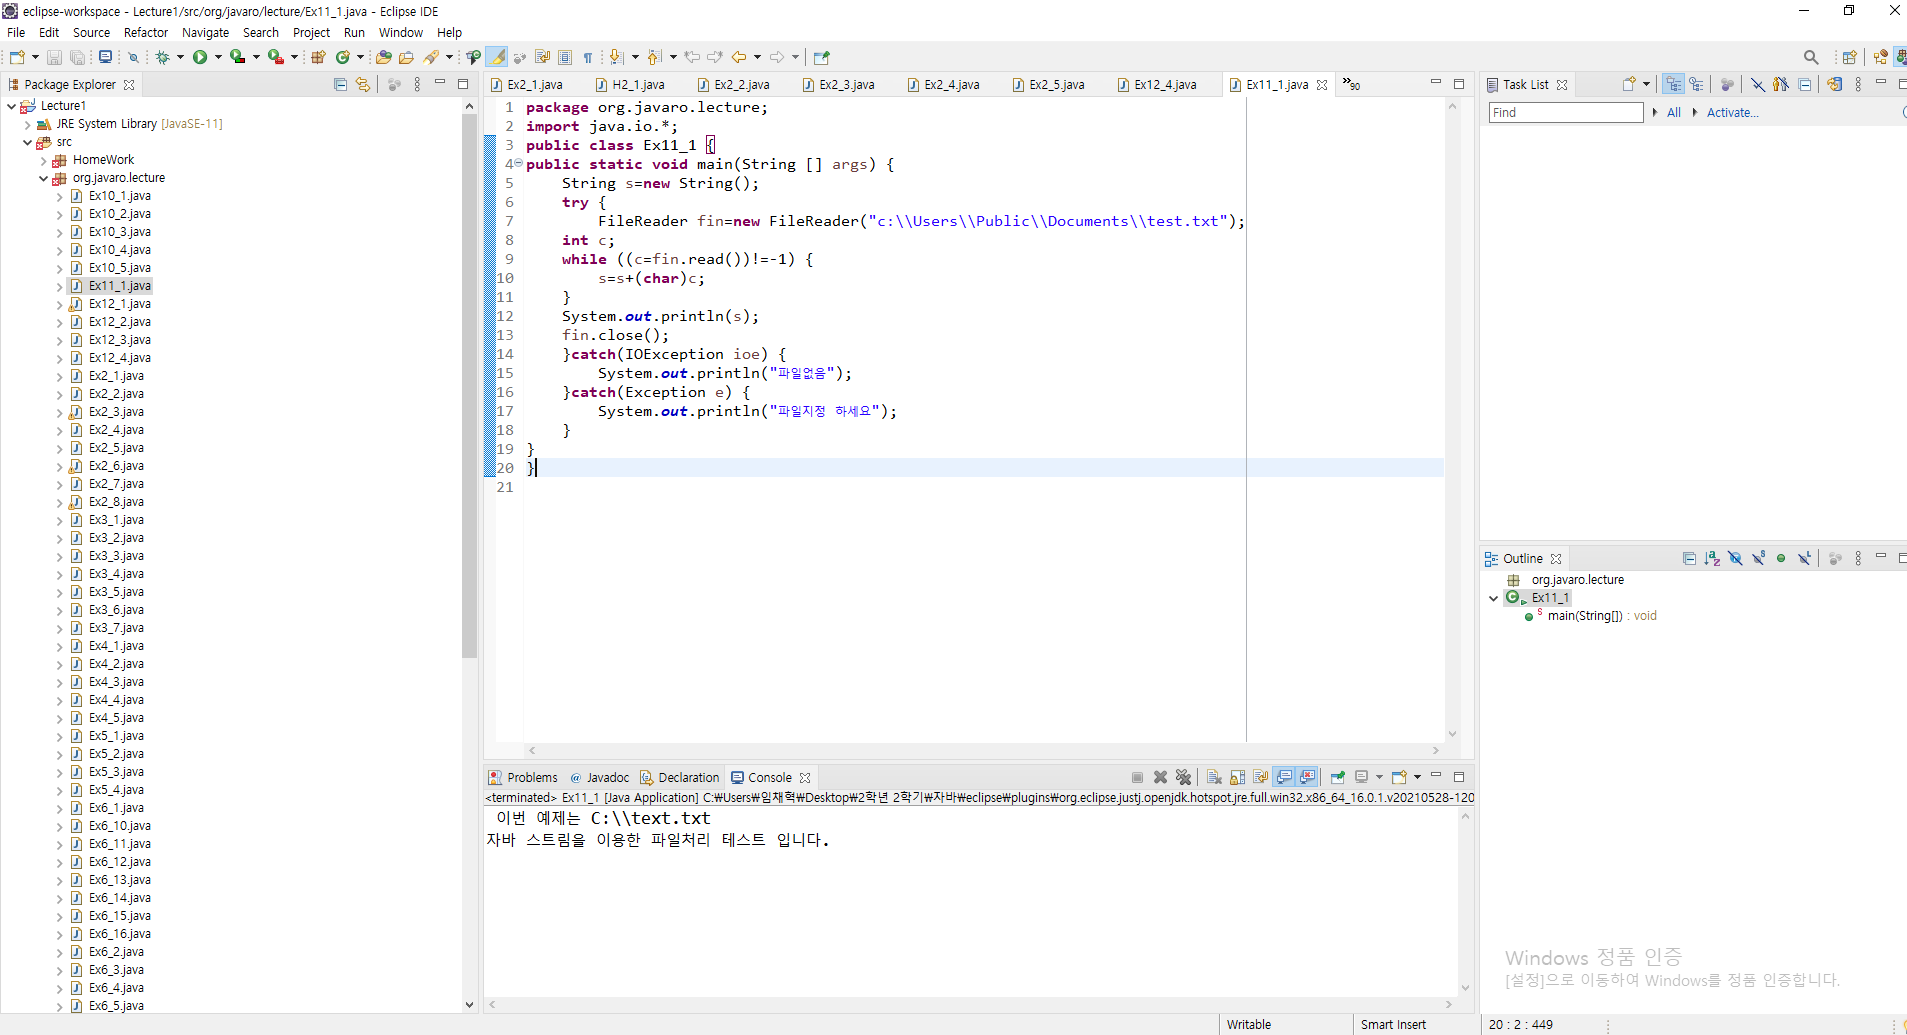 eclipse-workspace - Lecture1/src/org/javaro/lecture/Ex11_1.java - Eclipse IDE
File Edit Source Refactor Navigate Search Project Run Window Help
Package Explorer
Lecture1
JRE System Library [JavaSE-11]
src
HomeWork
org.javaro.lecture
Ex10_1.java
Ex10_2.java
Ex10_3.java
Ex10_4.java
Ex10_5.java
Ex11_1.java
Ex12_1.java
Ex12_2.java
Ex12_3.java
Ex12_4.java
Ex2_1.java
Ex2_2.java
Ex2_3.java
Ex2_4.java
Ex2_5.java
Ex2_6.java
Ex2_7.java
Ex2_8.java
Ex3_1.java
Ex3_2.java
Ex3_3.java
Ex3_4.java
Ex3_5.java
Ex3_6.java
Ex3_7.java
Ex4_1.java
Ex4_2.java
Ex4_3.java
Ex4_4.java
Ex4_5.java
Ex5_1.java
Ex5_2.java
Ex5_3.java
Ex5_4.java
Ex6_1.java
Ex6_10.java
Ex6_11.java
Ex6_12.java
Ex6_13.java
Ex6_14.java
Ex6_15.java
Ex6_16.java
Ex6_2.java
Ex6_3.java
Ex6_4.java
Ex6_5.java
Ex2_1.java H2_1.java Ex2_2.java Ex2_3.java Ex2_4.java Ex2_5.java Ex12_4.java Ex11_1.java »90
1 package org.javaro.lecture;
2 import java.io.*;
3 public class Ex11_1 {
4 public static void main(String [] args) {
5 String s=new String();
6 try {
7 FileReader fin=new FileReader("c:\\Users\\Public\\Documents\\test.txt");
8 int c;
9 while ((c=fin.read())!=-1) {
10 s=s+(char)c;
11 }
12 System.out.println(s);
13 fin.close();
14 }catch(IOException ioe) {
15 System.out.println("파일없음");
16 }catch(Exception e) {
17 System.out.println("파일지정 하세요");
18 }
19 }
20 }
21
Problems Javadoc Declaration Console
<terminated> Ex11_1 [Java Application] C:₩Users₩임채혁₩Desktop₩2학년 2학기₩자바₩eclipse₩plugins₩org.eclipse.justj.openjdk.hotspot.jre.full.win32.x86_64_16.0.1.v20210528-120
이번 예제는 C:\\text.txt
자바 스트림을 이용한 파일처리 테스트 입니다.
Task List
Find All Activate...
Outline
org.javaro.lecture
Ex11_1
main(String[]) : void
Windows 정품 인증
[설정]으로 이동하여 Windows를 정품 인증합니다.
Writable Smart Insert 20 : 2 : 449